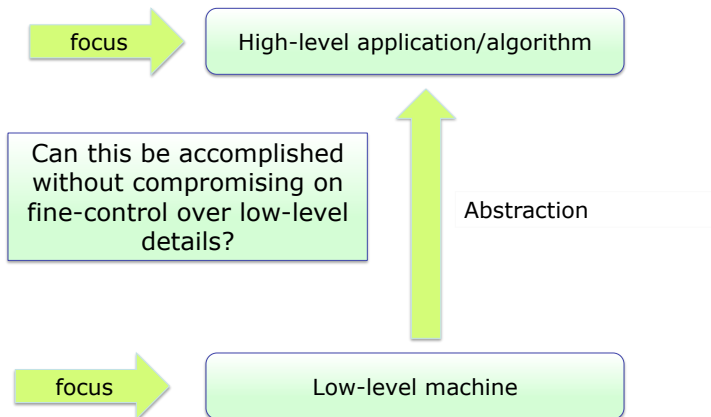 focus
High-level application/algorithm
Can this be accomplished
without compromising on
fine-control over low-level
details?
Abstraction
focus
Low-level machine